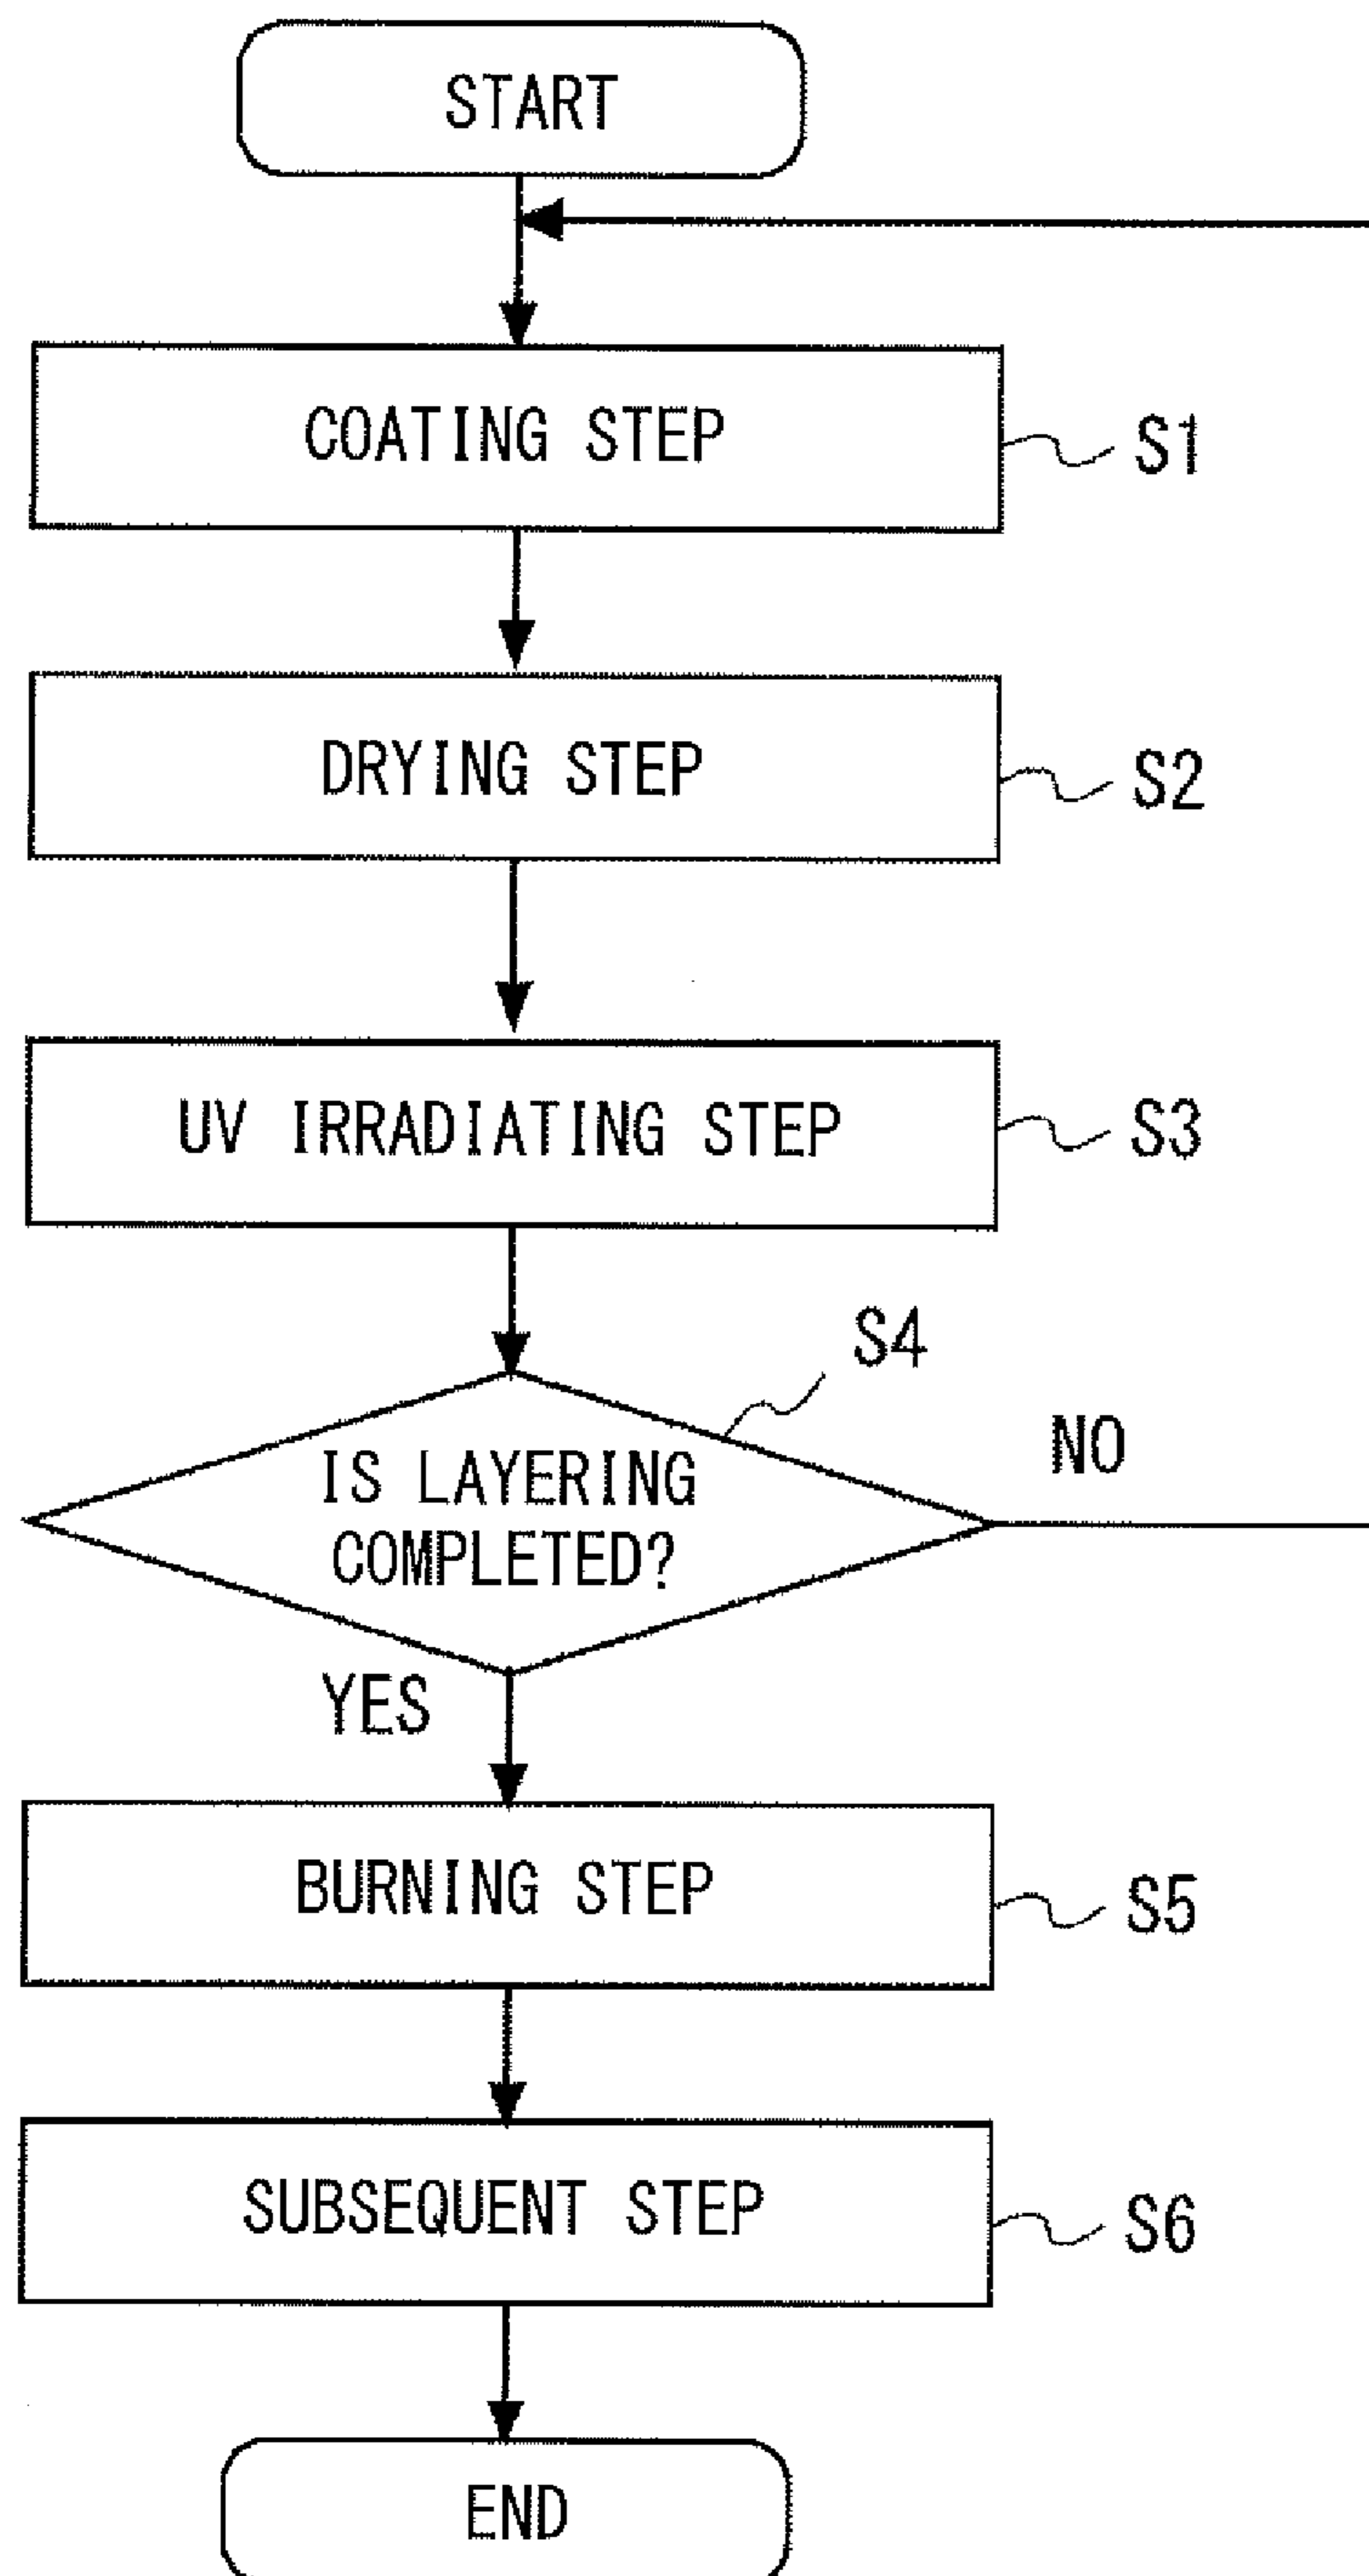 START
COATING STEP
S1
DRYING STEP
S2
UV IRRADIATING STEP
S3
S4
IS LAYERING
COMPLETED?
NO
YES
BURNING STEP
S5
SUBSEQUENT STEP
S6
END